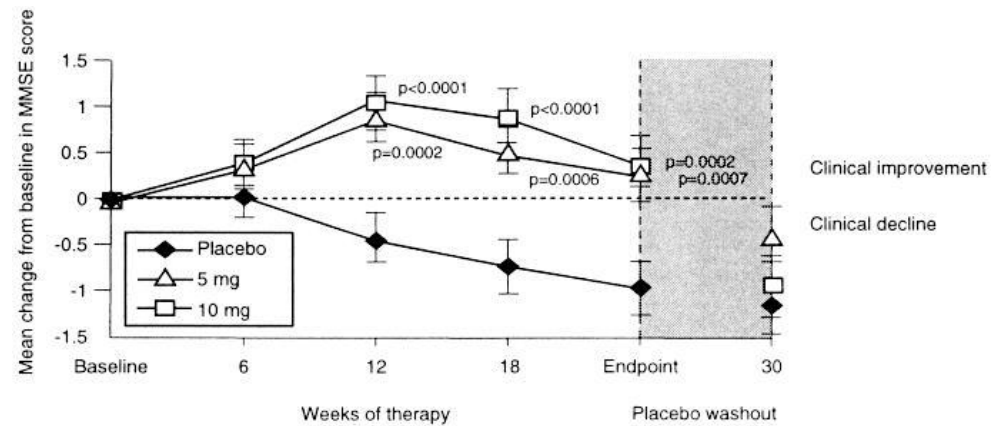 Mean change from baseline in MMSE score
1.5
1
0.5
0
-0.5
-1
-1.5
p<0.0001
p<0.0001
p=0.0002
p=0.0006
p=0.0002
p=0.0007
Clinical improvement
Clinical decline
Placebo
5 mg
10 mg
Baseline 6 12 18 Endpoint 30
Weeks of therapy Placebo washout